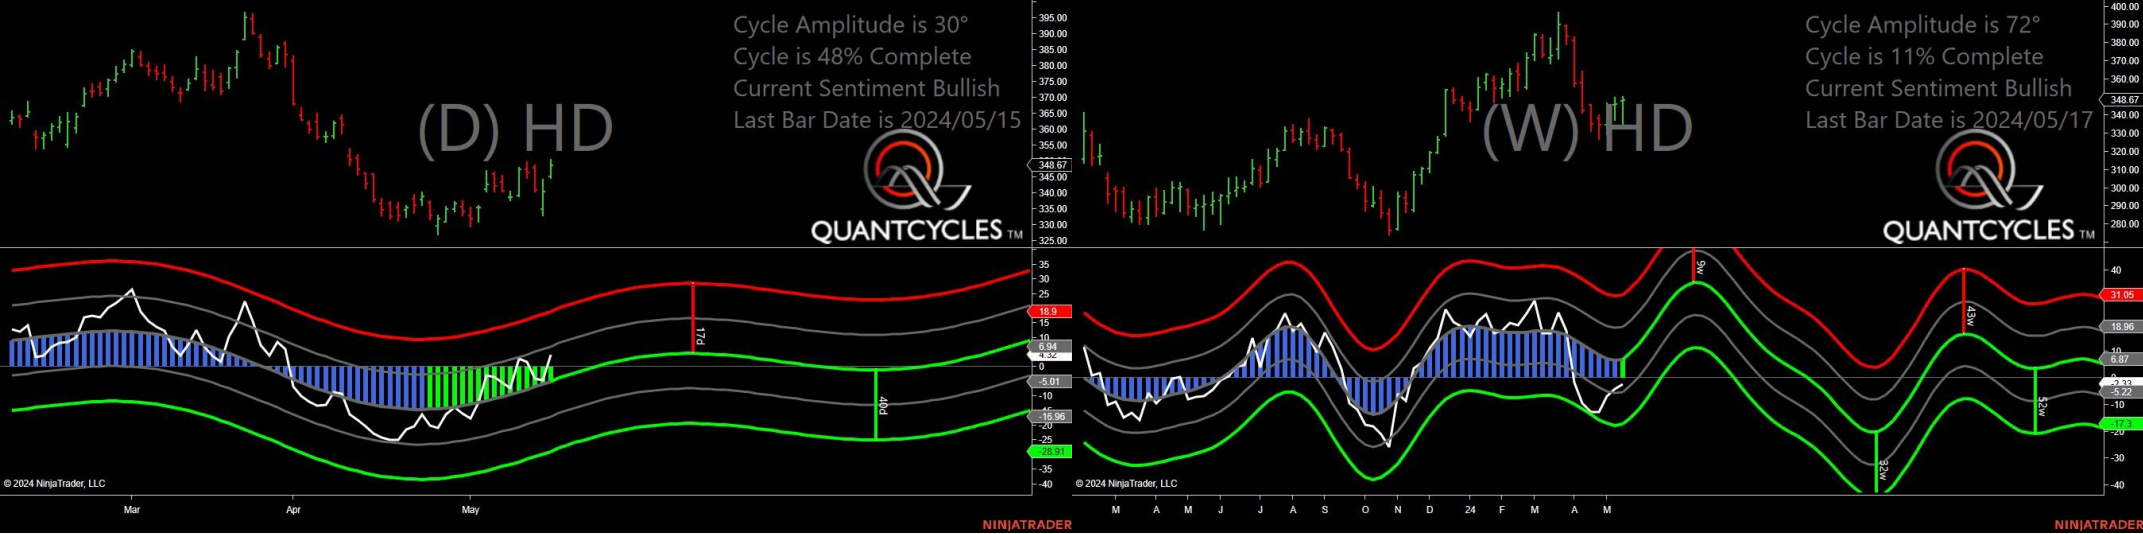 Cycle Amplitude is 30°
Cycle is 48% Complete
Current Sentiment Bullish
Last Bar Date is 2024/05/15
(D) HD
QUANTCYCLES TM
395.00
390.00
385.00
380.00
375.00
370.00
365.00
360.00
355.00
348.67
345.00
340.00
335.00
330.00
325.00
35
30
25
18.9
15
10
6.94
4.32
0
-5.01
-10
-16.96
-20
-25
-28.91
-35
-40
17d
40d
© 2024 NinjaTrader, LLC
Mar
Apr
May
NINJATRADER
Cycle Amplitude is 72°
Cycle is 11% Complete
Current Sentiment Bullish
Last Bar Date is 2024/05/17
(W) HD
QUANTCYCLES TM
400.00
390.00
380.00
370.00
360.00
348.67
340.00
330.00
320.00
310.00
300.00
290.00
280.00
40
31.05
18.96
10
6.87
-2.33
-5.22
-10
-17.3
-20
-30
-40
9w
43w
52w
32w
© 2024 NinjaTrader, LLC
M A M J J A S O N D 24 F M A M
NINJATRADER